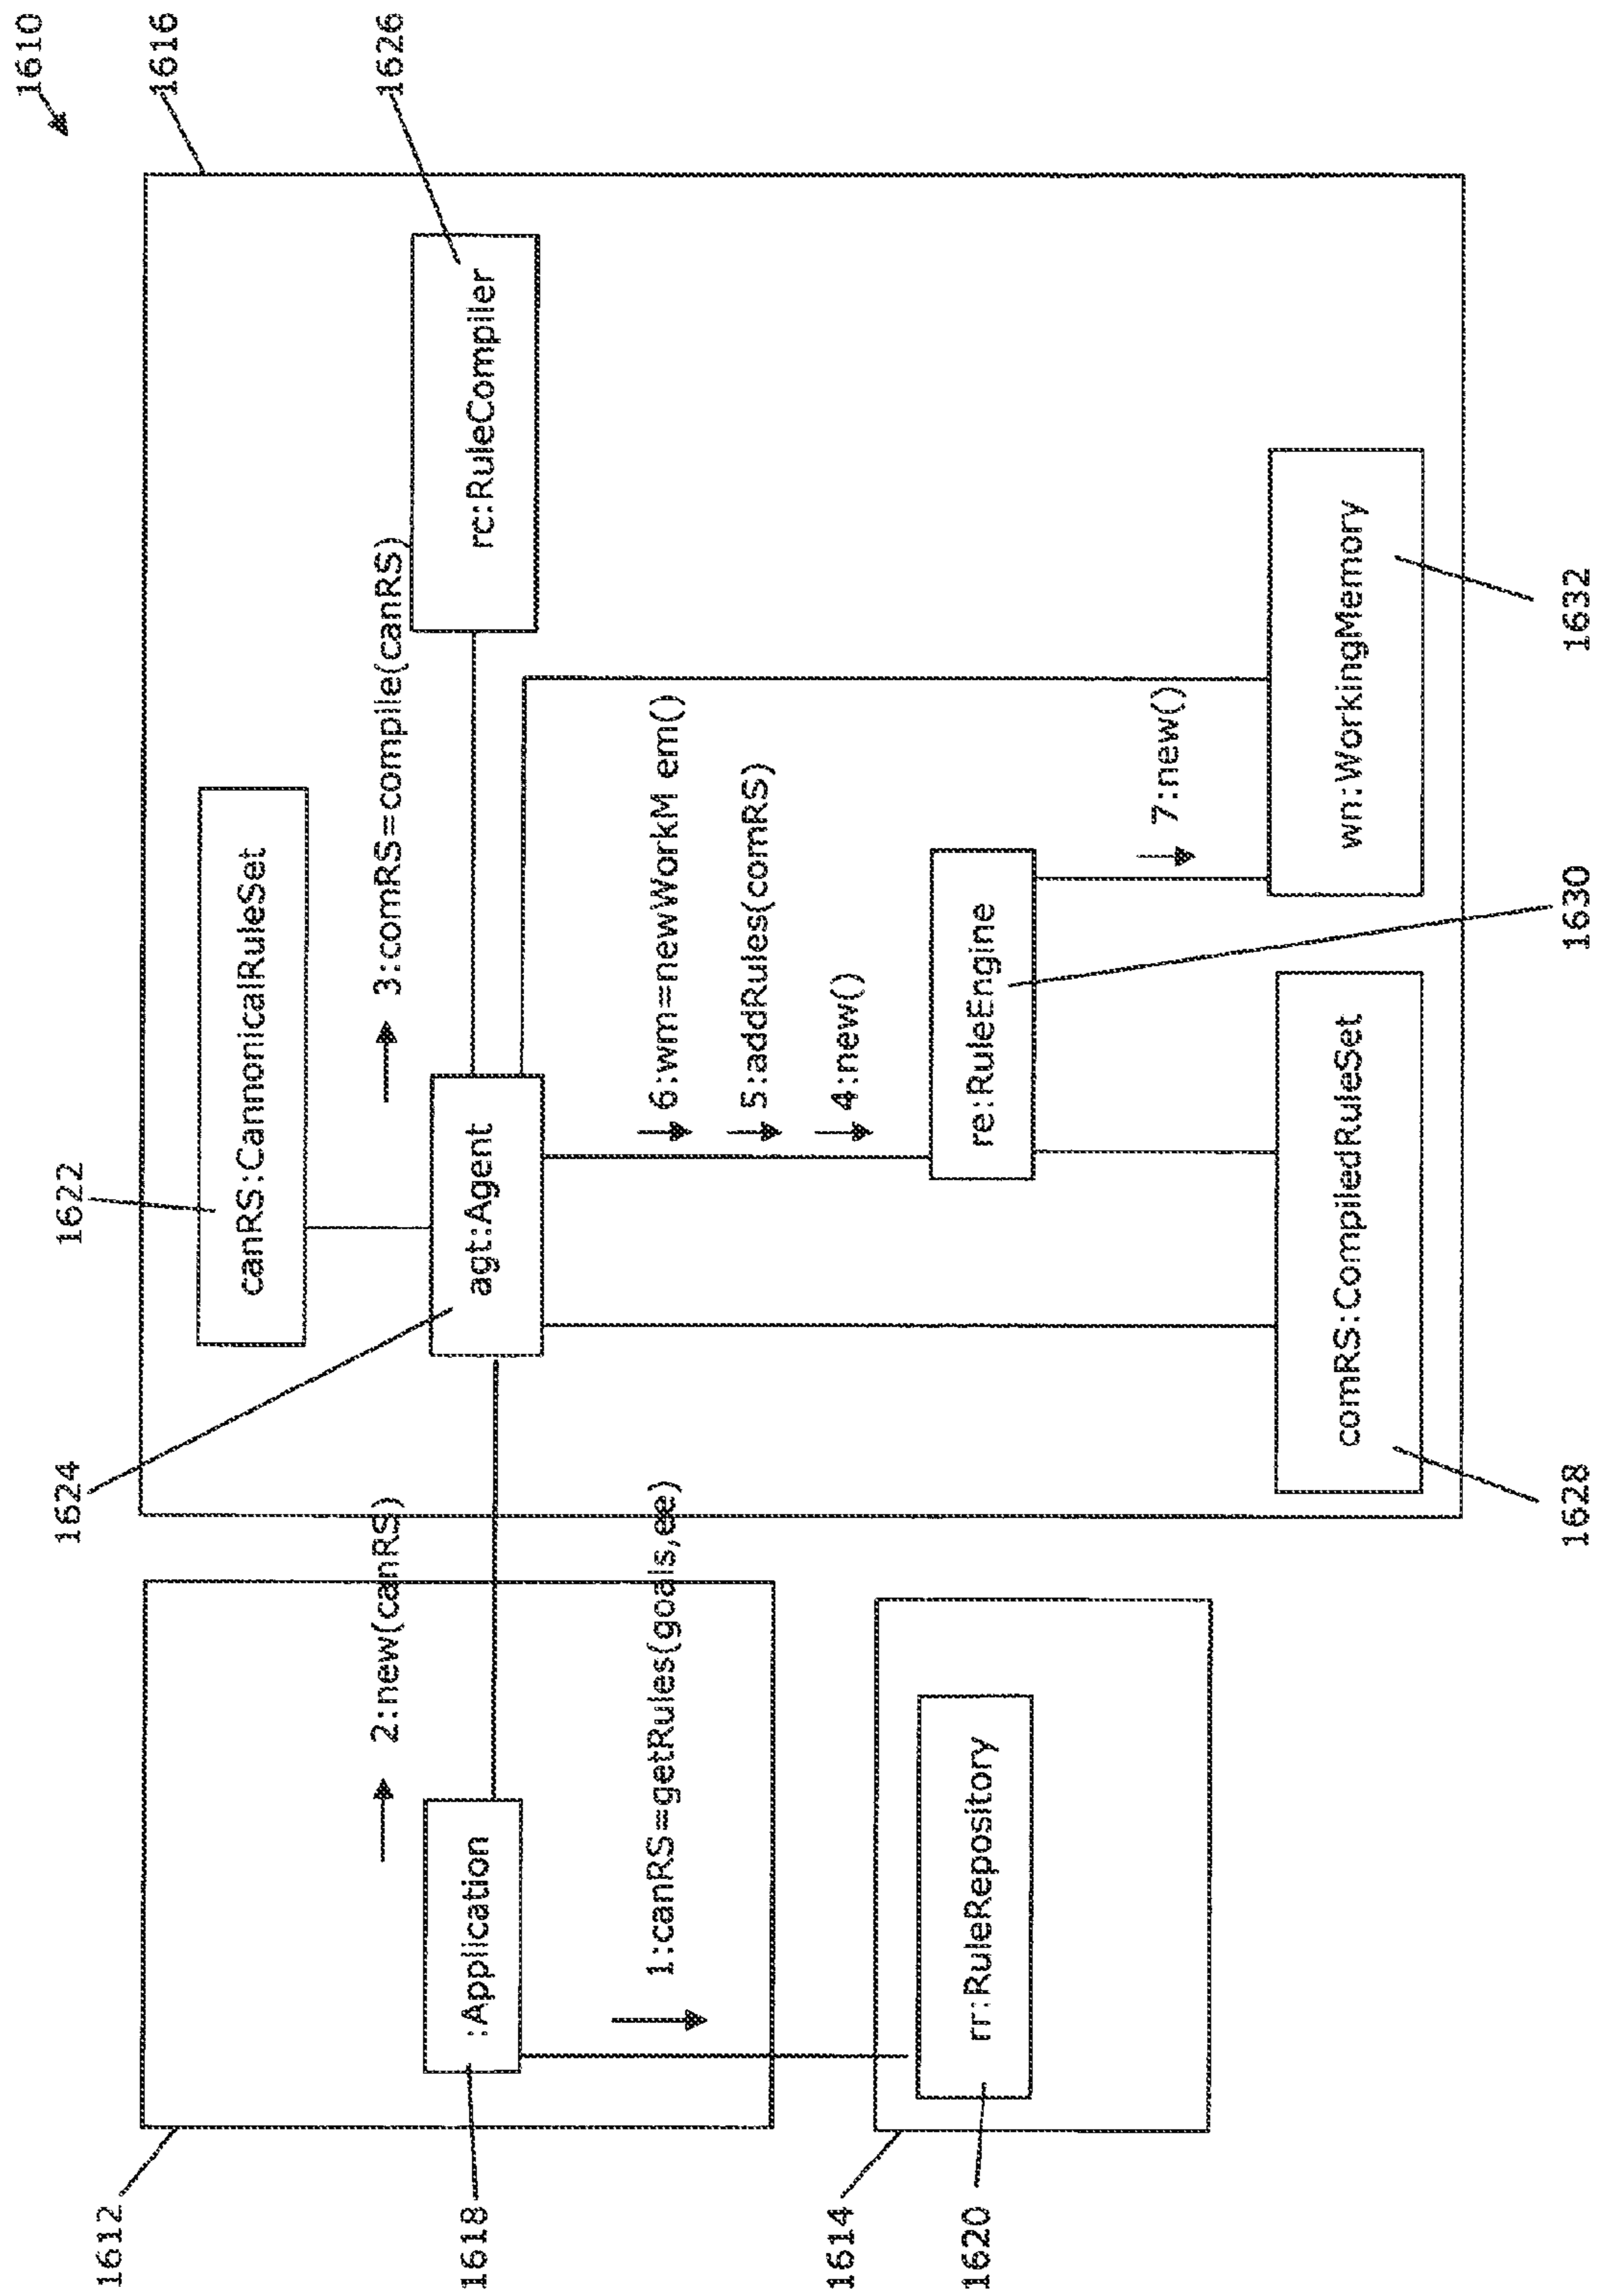 1610
1616
1626
1622
canRS:CannonicalRuleSet
1624
2:new(canRS)
3:comRS=compile(canRS)
:Application
agt:Agent
rc:RuleCompiler
1618
1:canRS=getRules(goals,ee)
6:wm=newWorkM em()
5:addRules(comRS)
4:new()
1612
rr:RuleRepository
re:RuleEngine
7:new()
1614
1620
comRS:CompiledRuleSet
wn:WorkingMemory
1628
1630
1632